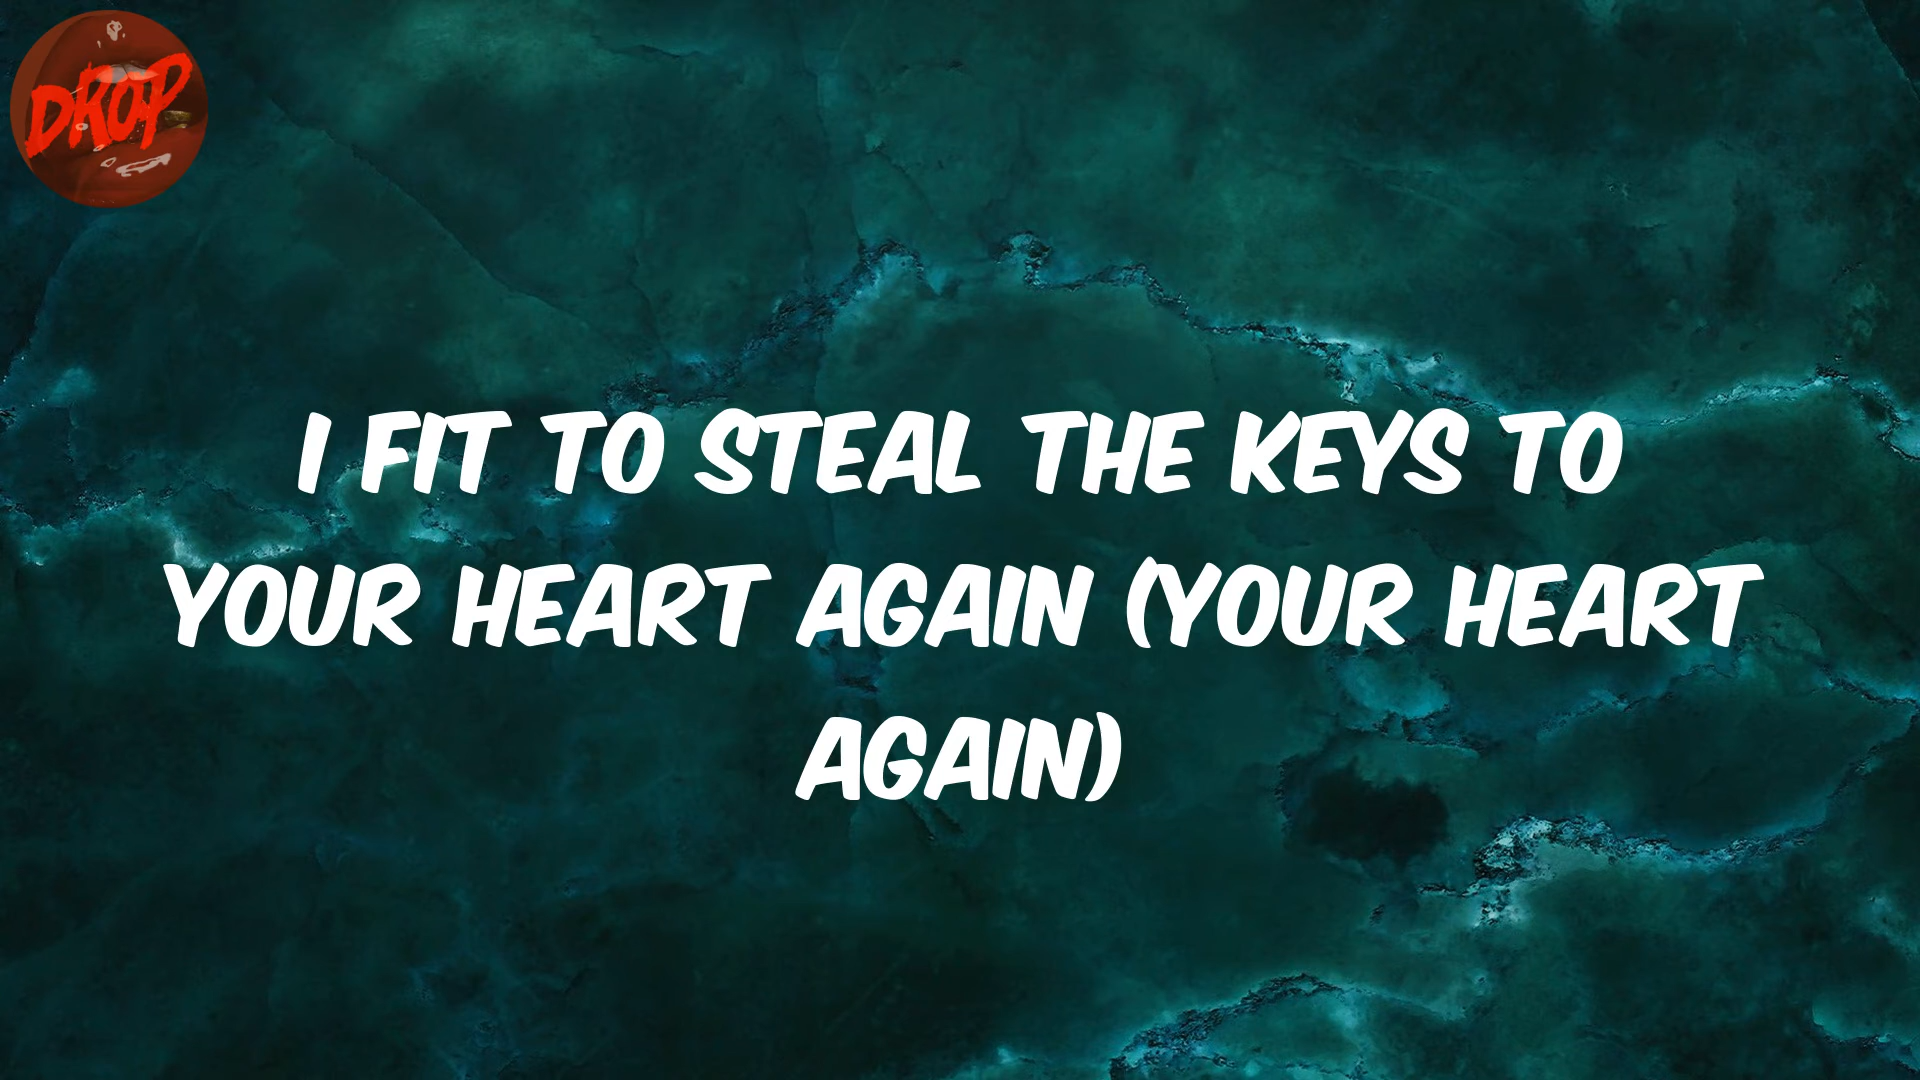 DROP
I FIT TO STEAL THE KEYS TO
YOUR HEART AGAIN (YOUR HEART
AGAIN)